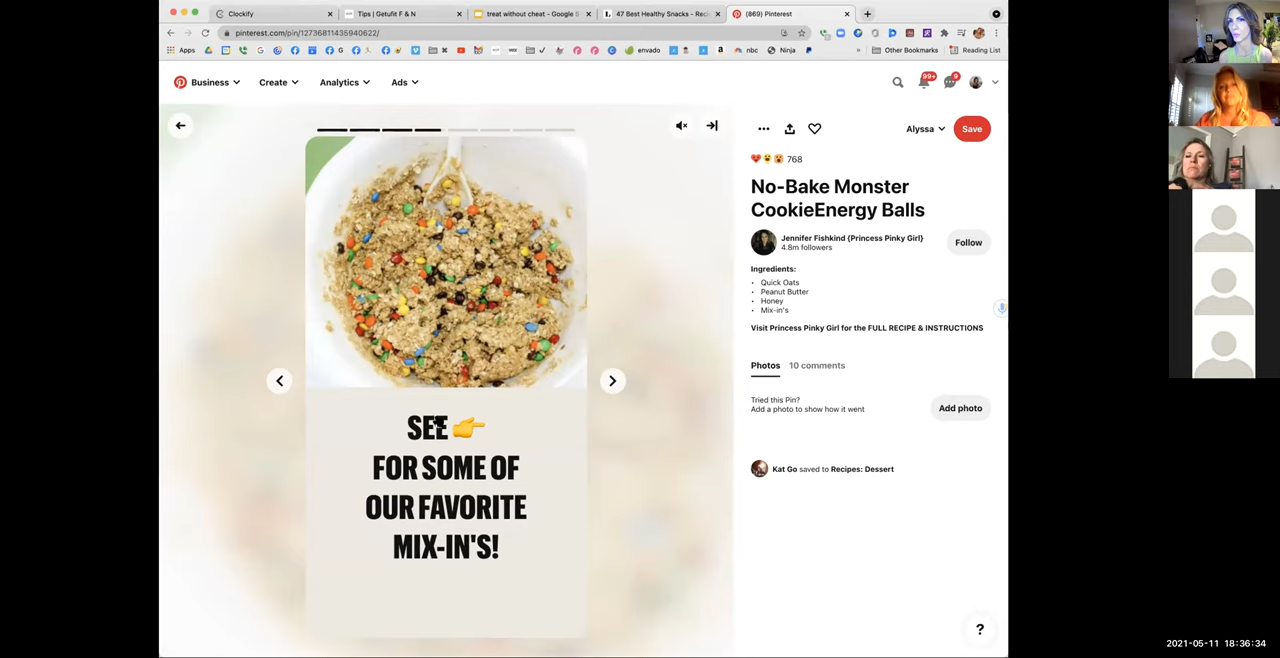 Clockify
Tips | Getufit F & N
treat without cheat - Google S
47 Best Healthy Snacks - Rec
(869) Pinterest
pinterest.com/pin/12736811435940622/
Apps
G
envado
nbc
Ninja
Other Bookmarks
Reading List
Business
Create
Analytics
Ads
99+
9
Alyssa
Save
768
No-Bake Monster
CookieEnergy Balls
Jennifer Fishkind {Princess Pinky Girl}
4.8m followers
Follow
Ingredients:
• Quick Oats
• Peanut Butter
• Honey
• Mix-in's
Visit Princess Pinky Girl for the FULL RECIPE & INSTRUCTIONS
Photos
10 comments
Tried this Pin?
Add a photo to show how it went
Add photo
Kat Go saved to Recipes: Dessert
SEE 👉
FOR SOME OF
OUR FAVORITE
MIX-IN'S!
?
2021-05-11 18:36:34